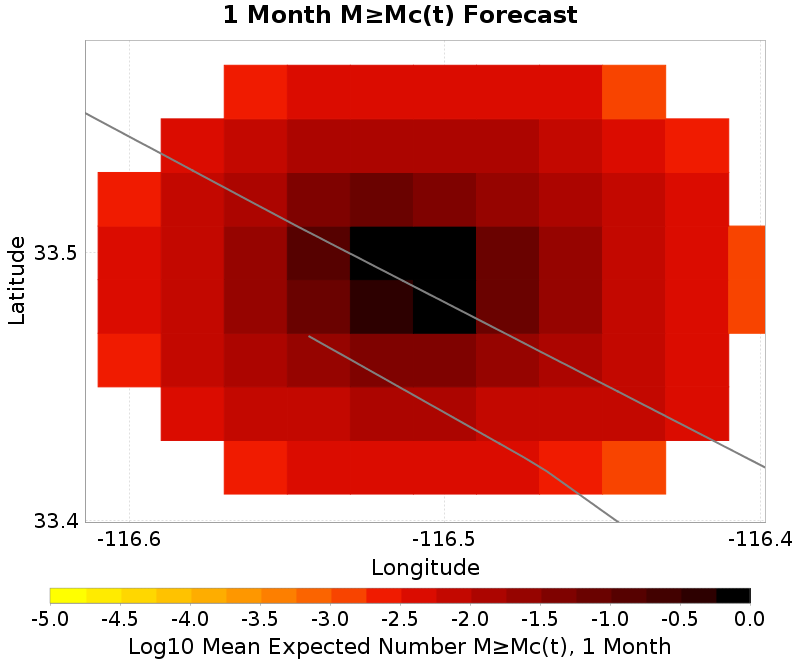 1 Month M≥Mc(t) Forecast
Latitude
33.5
33.4
-116.6 -116.5 -116.4
Longitude
-5.0 -4.5 -4.0 -3.5 -3.0 -2.5 -2.0 -1.5 -1.0 -0.5 0.0
Log10 Mean Expected Number M≥Mc(t), 1 Month